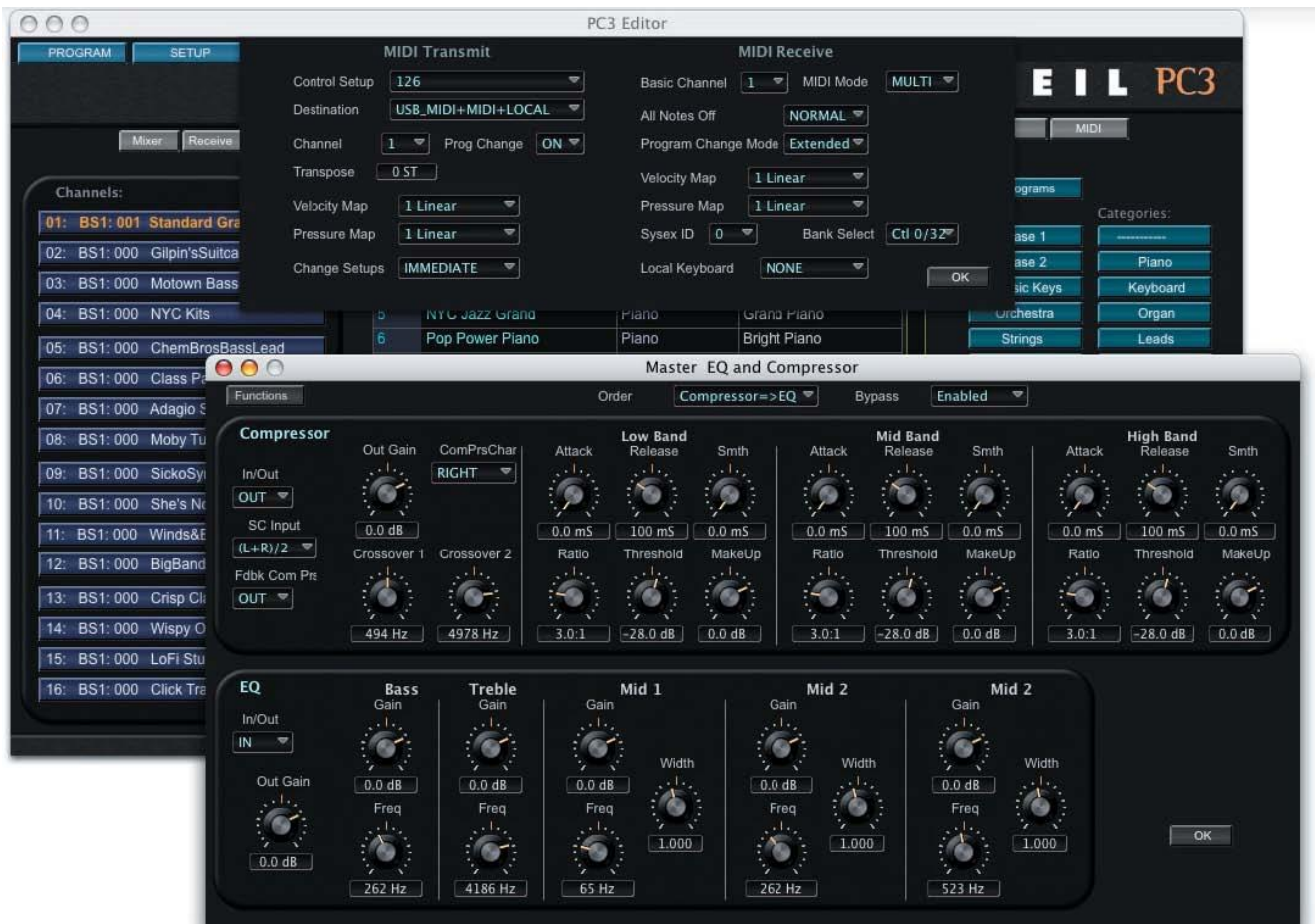 PC3 Editor
PROGRAM SETUP
MIDI Transmit MIDI Receive
Control Setup 126 Basic Channel 1 MIDI Mode MULTI
E I L PC3
Destination USB_MIDI+MIDI+LOCAL All Notes Off NORMAL
Mixer Receive MIDI
Channel 1 Prog Change ON Program Change Mode Extended
Transpose 0 ST Velocity Map 1 Linear
Velocity Map 1 Linear Pressure Map 1 Linear
Pressure Map 1 Linear Sysex ID 0 Bank Select Ctl 0/32
Change Setups IMMEDIATE Local Keyboard NONE OK
Channels:
01: BS1: 001 Standard Gra
02: BS1: 000 Gilpin'sSuitca
03: BS1: 000 Motown Bass
04: BS1: 000 NYC Kits
05: BS1: 000 ChemBrosBassLead
06: BS1: 000 Class Pa
07: BS1: 000 Adagio S
08: BS1: 000 Moby Tu
09: BS1: 000 SickoSy
10: BS1: 000 She's No
11: BS1: 000 Winds&B
12: BS1: 000 BigBand
13: BS1: 000 Crisp Cla
14: BS1: 000 Wispy O
15: BS1: 000 LoFi Stu
16: BS1: 000 Click Tra
5 NYC Jazz Grand Piano Grand Piano
6 Pop Power Piano Piano Bright Piano
ograms
Categories:
ase 1 ----------
ase 2 Piano
sic Keys Keyboard
Orchestra Organ
Strings Leads
Master EQ and Compressor
Functions Order Compressor=>EQ Bypass Enabled
Compressor
Low Band Mid Band High Band
Out Gain ComPrsChar Attack Release Smth Attack Release Smth Attack Release Smth
In/Out RIGHT
OUT
SC Input 0.0 dB 0.0 mS 100 mS 0.0 mS 0.0 mS 100 mS 0.0 mS 0.0 mS 100 mS 0.0 mS
(L+R)/2 Crossover 1 Crossover 2 Ratio Threshold MakeUp Ratio Threshold MakeUp Ratio Threshold MakeUp
Fdbk Com Prs
OUT
494 Hz 4978 Hz 3.0:1 -28.0 dB 0.0 dB 3.0:1 -28.0 dB 0.0 dB 3.0:1 -28.0 dB 0.0 dB
EQ Bass Treble Mid 1 Mid 2 Mid 2
Gain Gain Gain Gain Gain
In/Out
IN
Width Width Width
Out Gain 0.0 dB 0.0 dB 0.0 dB 0.0 dB 0.0 dB
Freq Freq Freq Freq Freq
1.000 1.000 1.000 OK
0.0 dB
262 Hz 4186 Hz 65 Hz 262 Hz 523 Hz